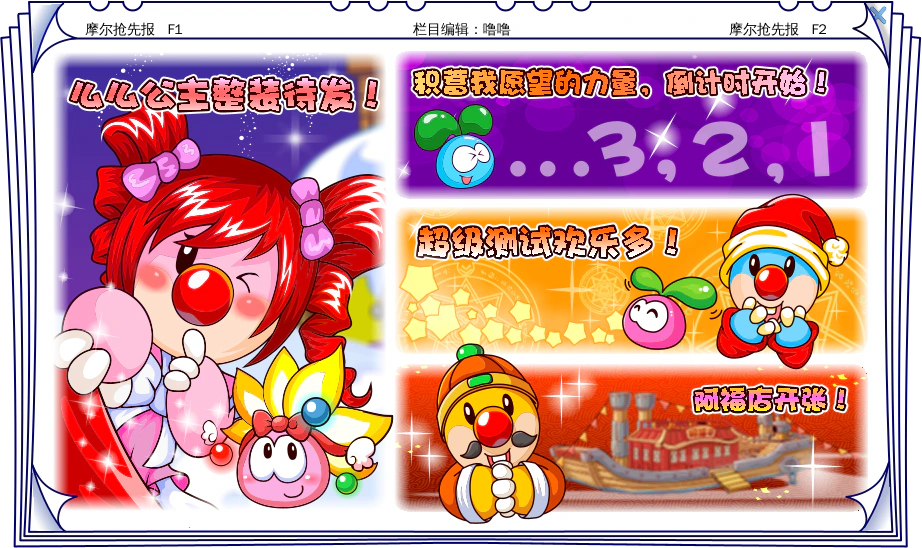 摩尔抢先报 F1
栏目编辑：噜噜
摩尔抢先报 F2
么么公主整装待发！
积营我愿望的力量，倒计时开始！
...3,2,1
超级测试欢乐多！
阿福店开张！